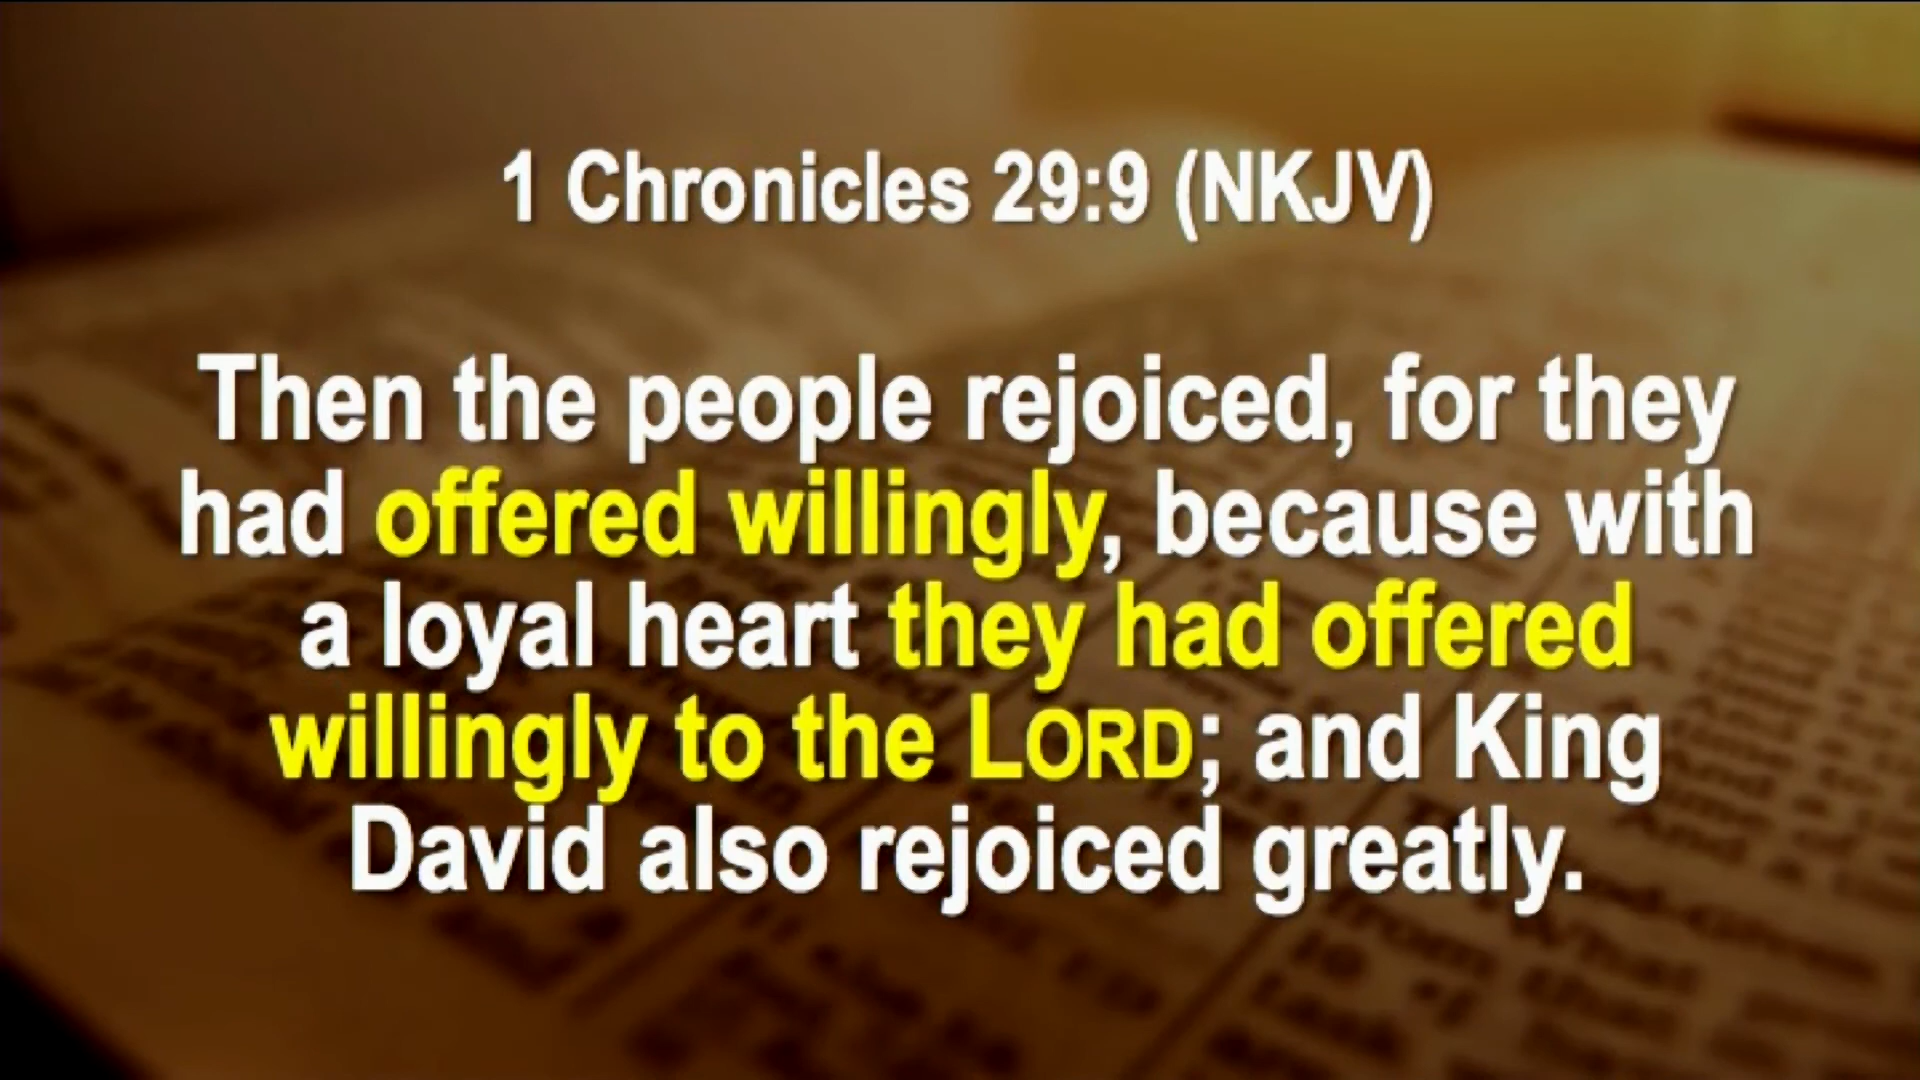 1 Chronicles 29:9 (NKJV)
Then the people rejoiced, for they
had offered willingly, because with
a loyal heart they had offered
willingly to the LORD; and King
David also rejoiced greatly.